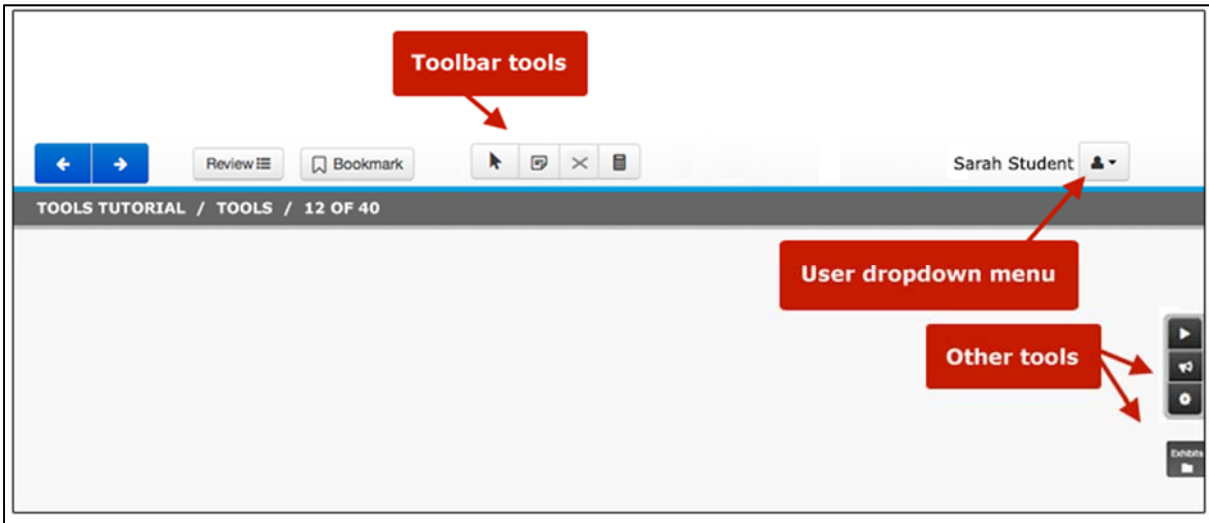 Toolbar tools
Review
Bookmark
Sarah Student
TOOLS TUTORIAL / TOOLS / 12 OF 40
User dropdown menu
Other tools
Exhibits